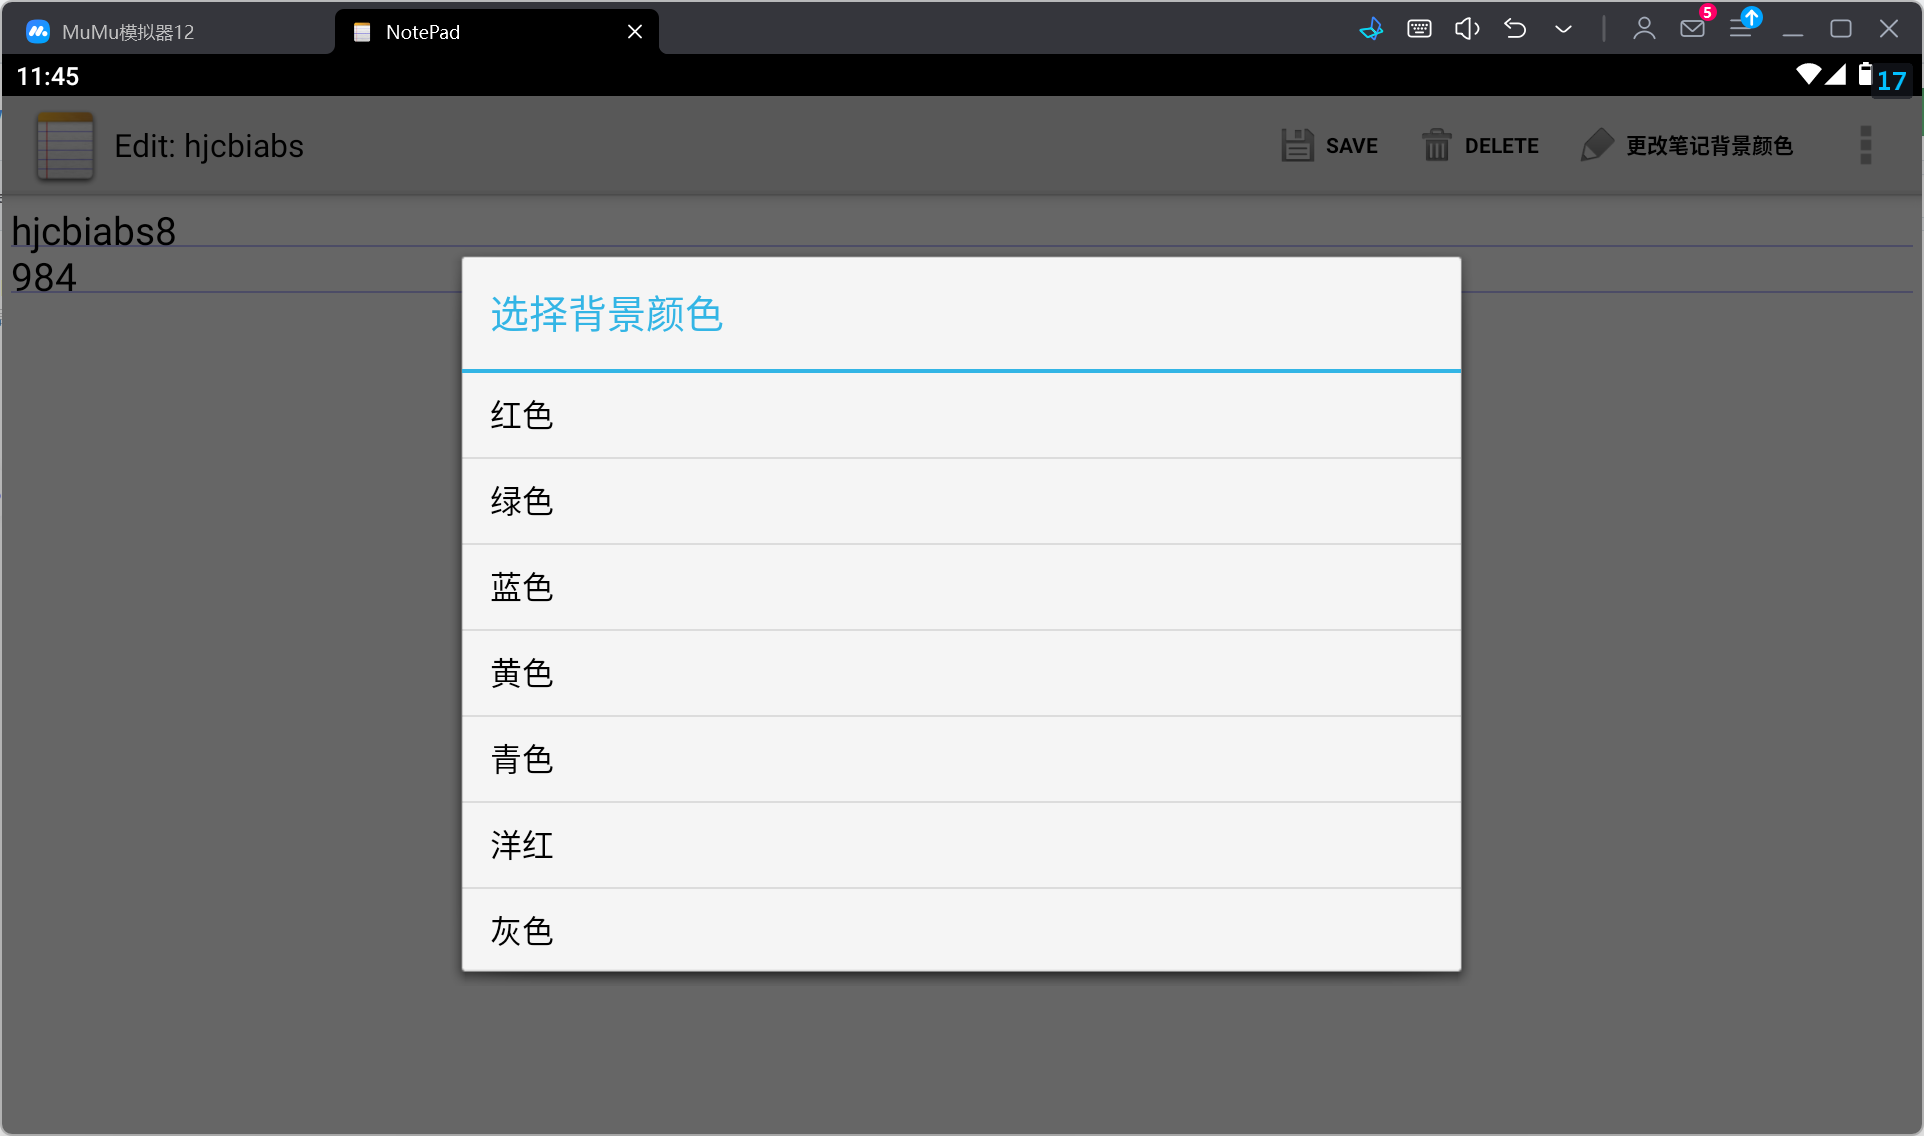 MuMu模拟器12
NotePad
5
11:45
17
Edit: hjcbiabs
SAVE
DELETE
更改笔记背景颜色
hjcbiabs8
984
选择背景颜色
红色
绿色
蓝色
黄色
青色
洋红
灰色